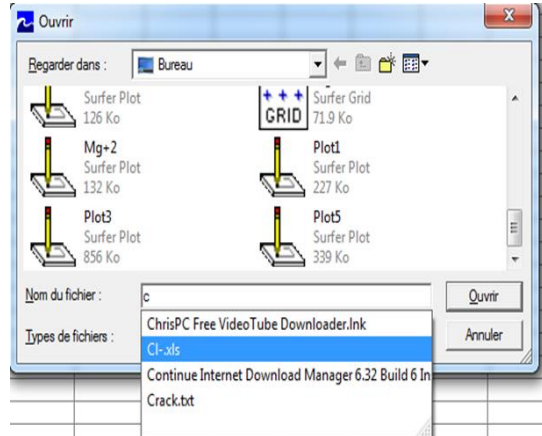 Ouvrir
Regarder dans : Bureau
Surfer Plot Surfer Grid
126 Ko GRID 71.9 Ko
Mg+2 Plot1
Surfer Plot Surfer Plot
132 Ko 227 Ko
Plot3 Plot5
Surfer Plot Surfer Plot
856 Ko 339 Ko
Nom du fichier : c Ouvrir
Types de fichiers : Annuler
ChrisPC Free VideoTube Downloader.lnk
Cl-.xls
Continue Internet Download Manager 6.32 Build 6 In
Crack.txt